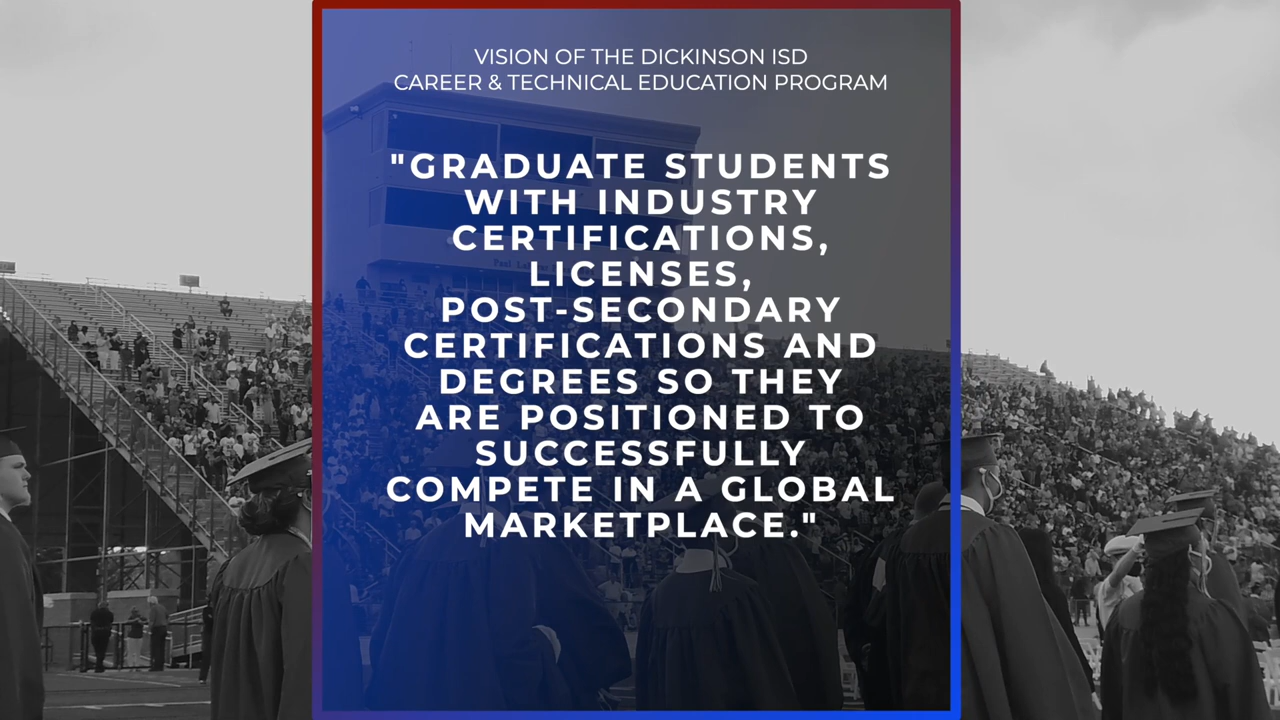 VISION OF THE DICKINSON ISD
CAREER & TECHNICAL EDUCATION PROGRAM
"GRADUATE STUDENTS
WITH INDUSTRY
CERTIFICATIONS,
LICENSES,
POST-SECONDARY
CERTIFICATIONS AND
DEGREES SO THEY
ARE POSITIONED TO
SUCCESSFULLY
COMPETE IN A GLOBAL
MARKETPLACE."